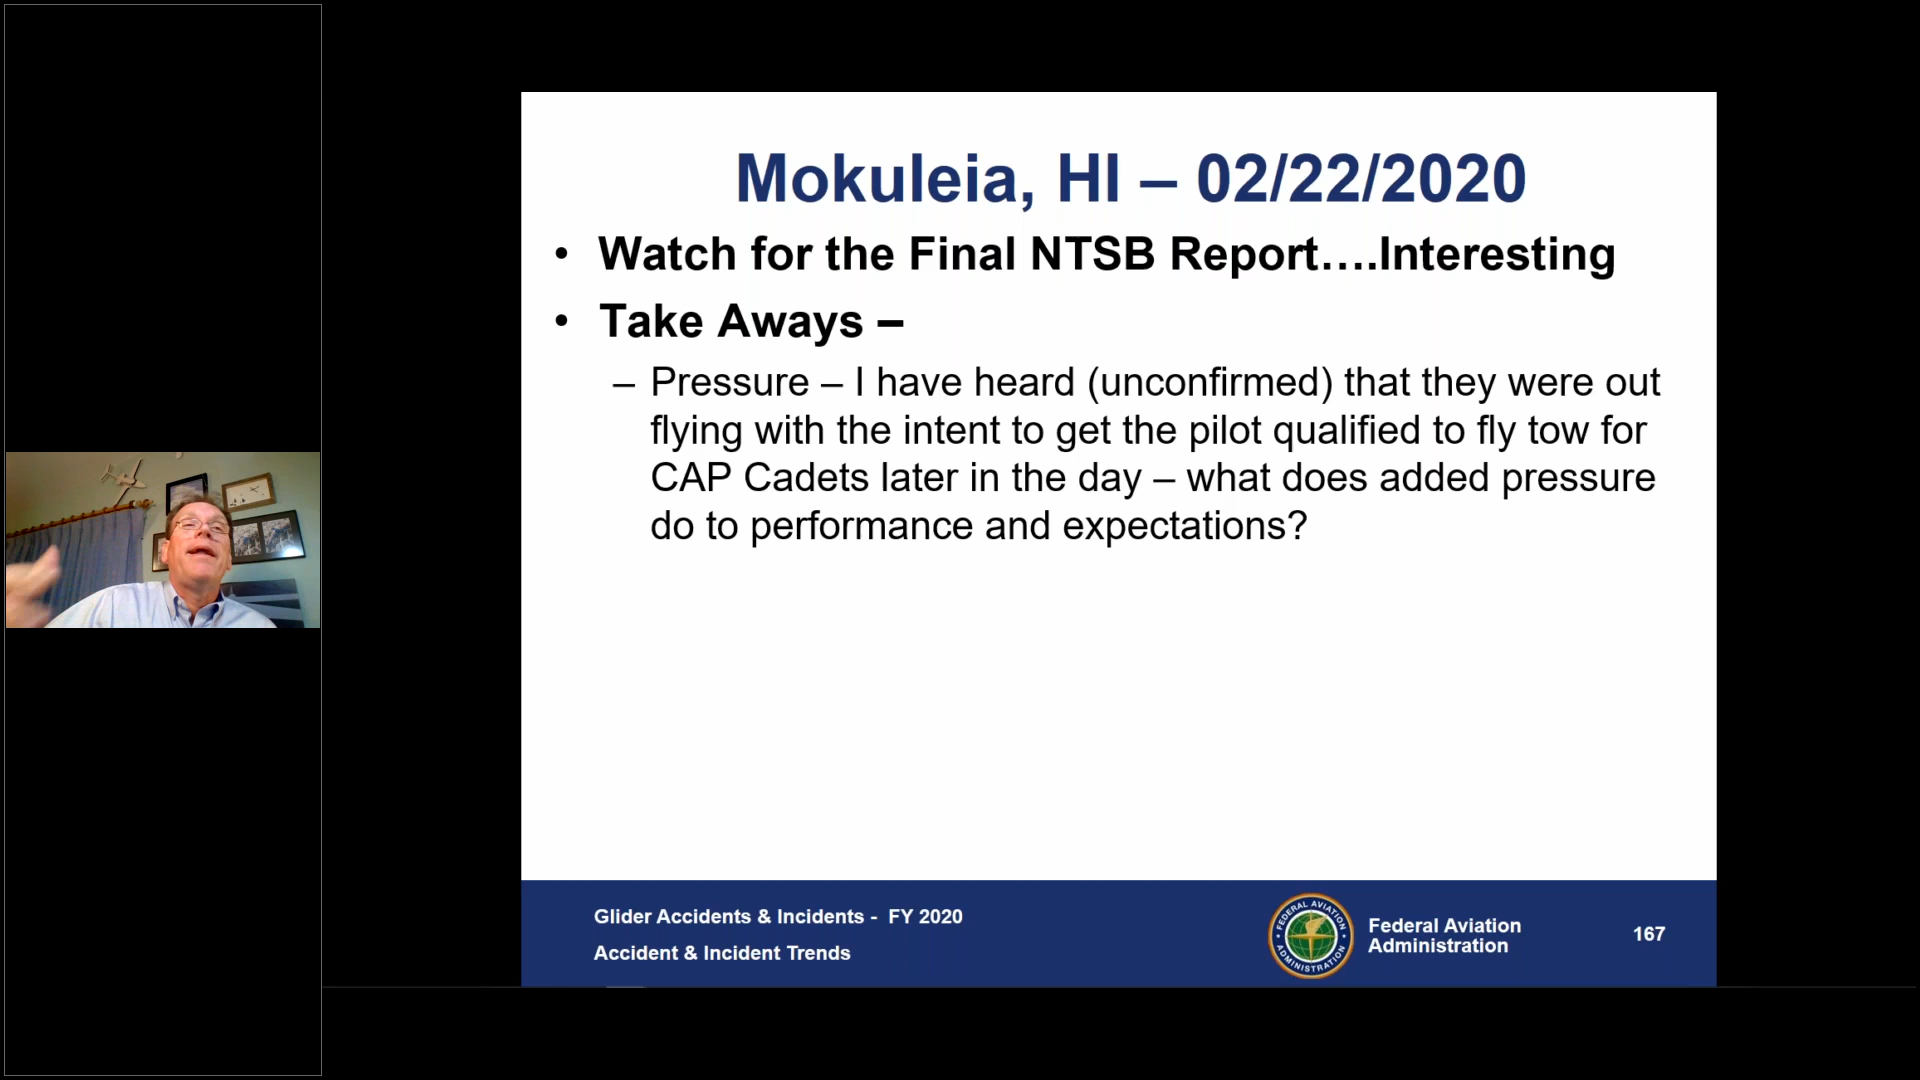 Mokuleia, HI – 02/22/2020
• Watch for the Final NTSB Report….Interesting
• Take Aways –
– Pressure – I have heard (unconfirmed) that they were out
flying with the intent to get the pilot qualified to fly tow for
CAP Cadets later in the day – what does added pressure
do to performance and expectations?
Glider Accidents & Incidents - FY 2020
Accident & Incident Trends
FEDERAL AVIATION
ADMINISTRATION
Federal Aviation
Administration
167